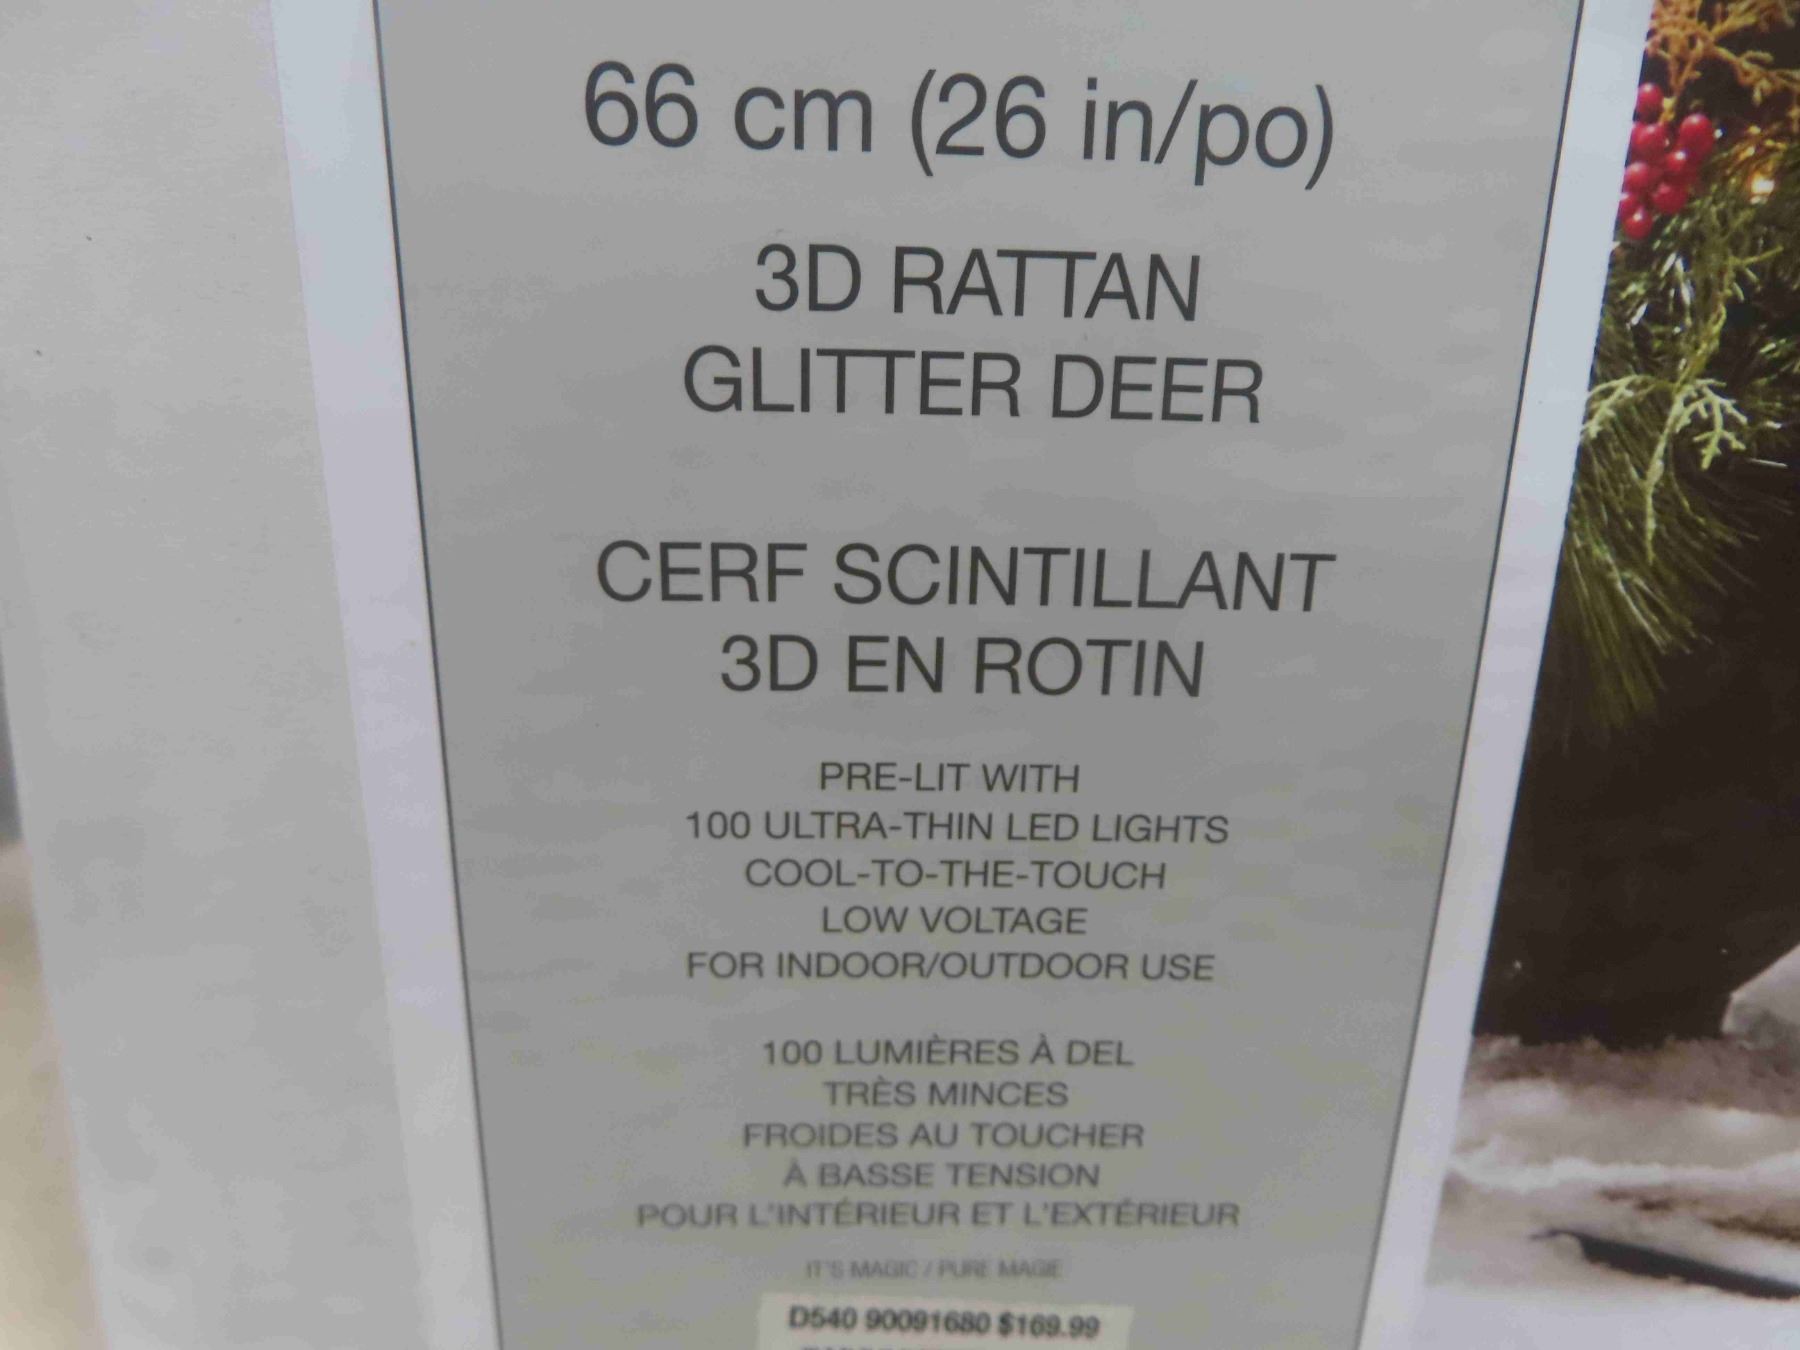 66 cm (26 in/po)
3D RATTAN
GLITTER DEER
CERF SCINTILLANT
3D EN ROTIN
PRE-LIT WITH
100 ULTRA-THIN LED LIGHTS
COOL-TO-THE-TOUCH
LOW VOLTAGE
FOR INDOOR/OUTDOOR USE
100 LUMIÈRES À DEL
TRÈS MINCES
FROIDES AU TOUCHER
À BASSE TENSION
POUR L'INTÉRIEUR ET L'EXTÉRIEUR
IT'S MAGIC / PURE MAGIE
D540 90091680 $169.99